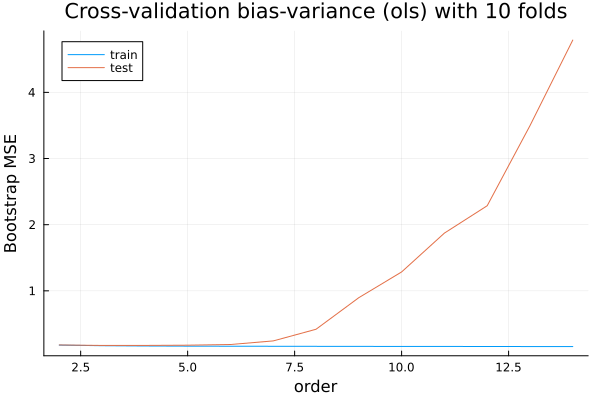 Cross-validation bias-variance (ols) with 10 folds
train
test
Bootstrap MSE
4
3
2
1
2.5 5.0 7.5 10.0 12.5
order